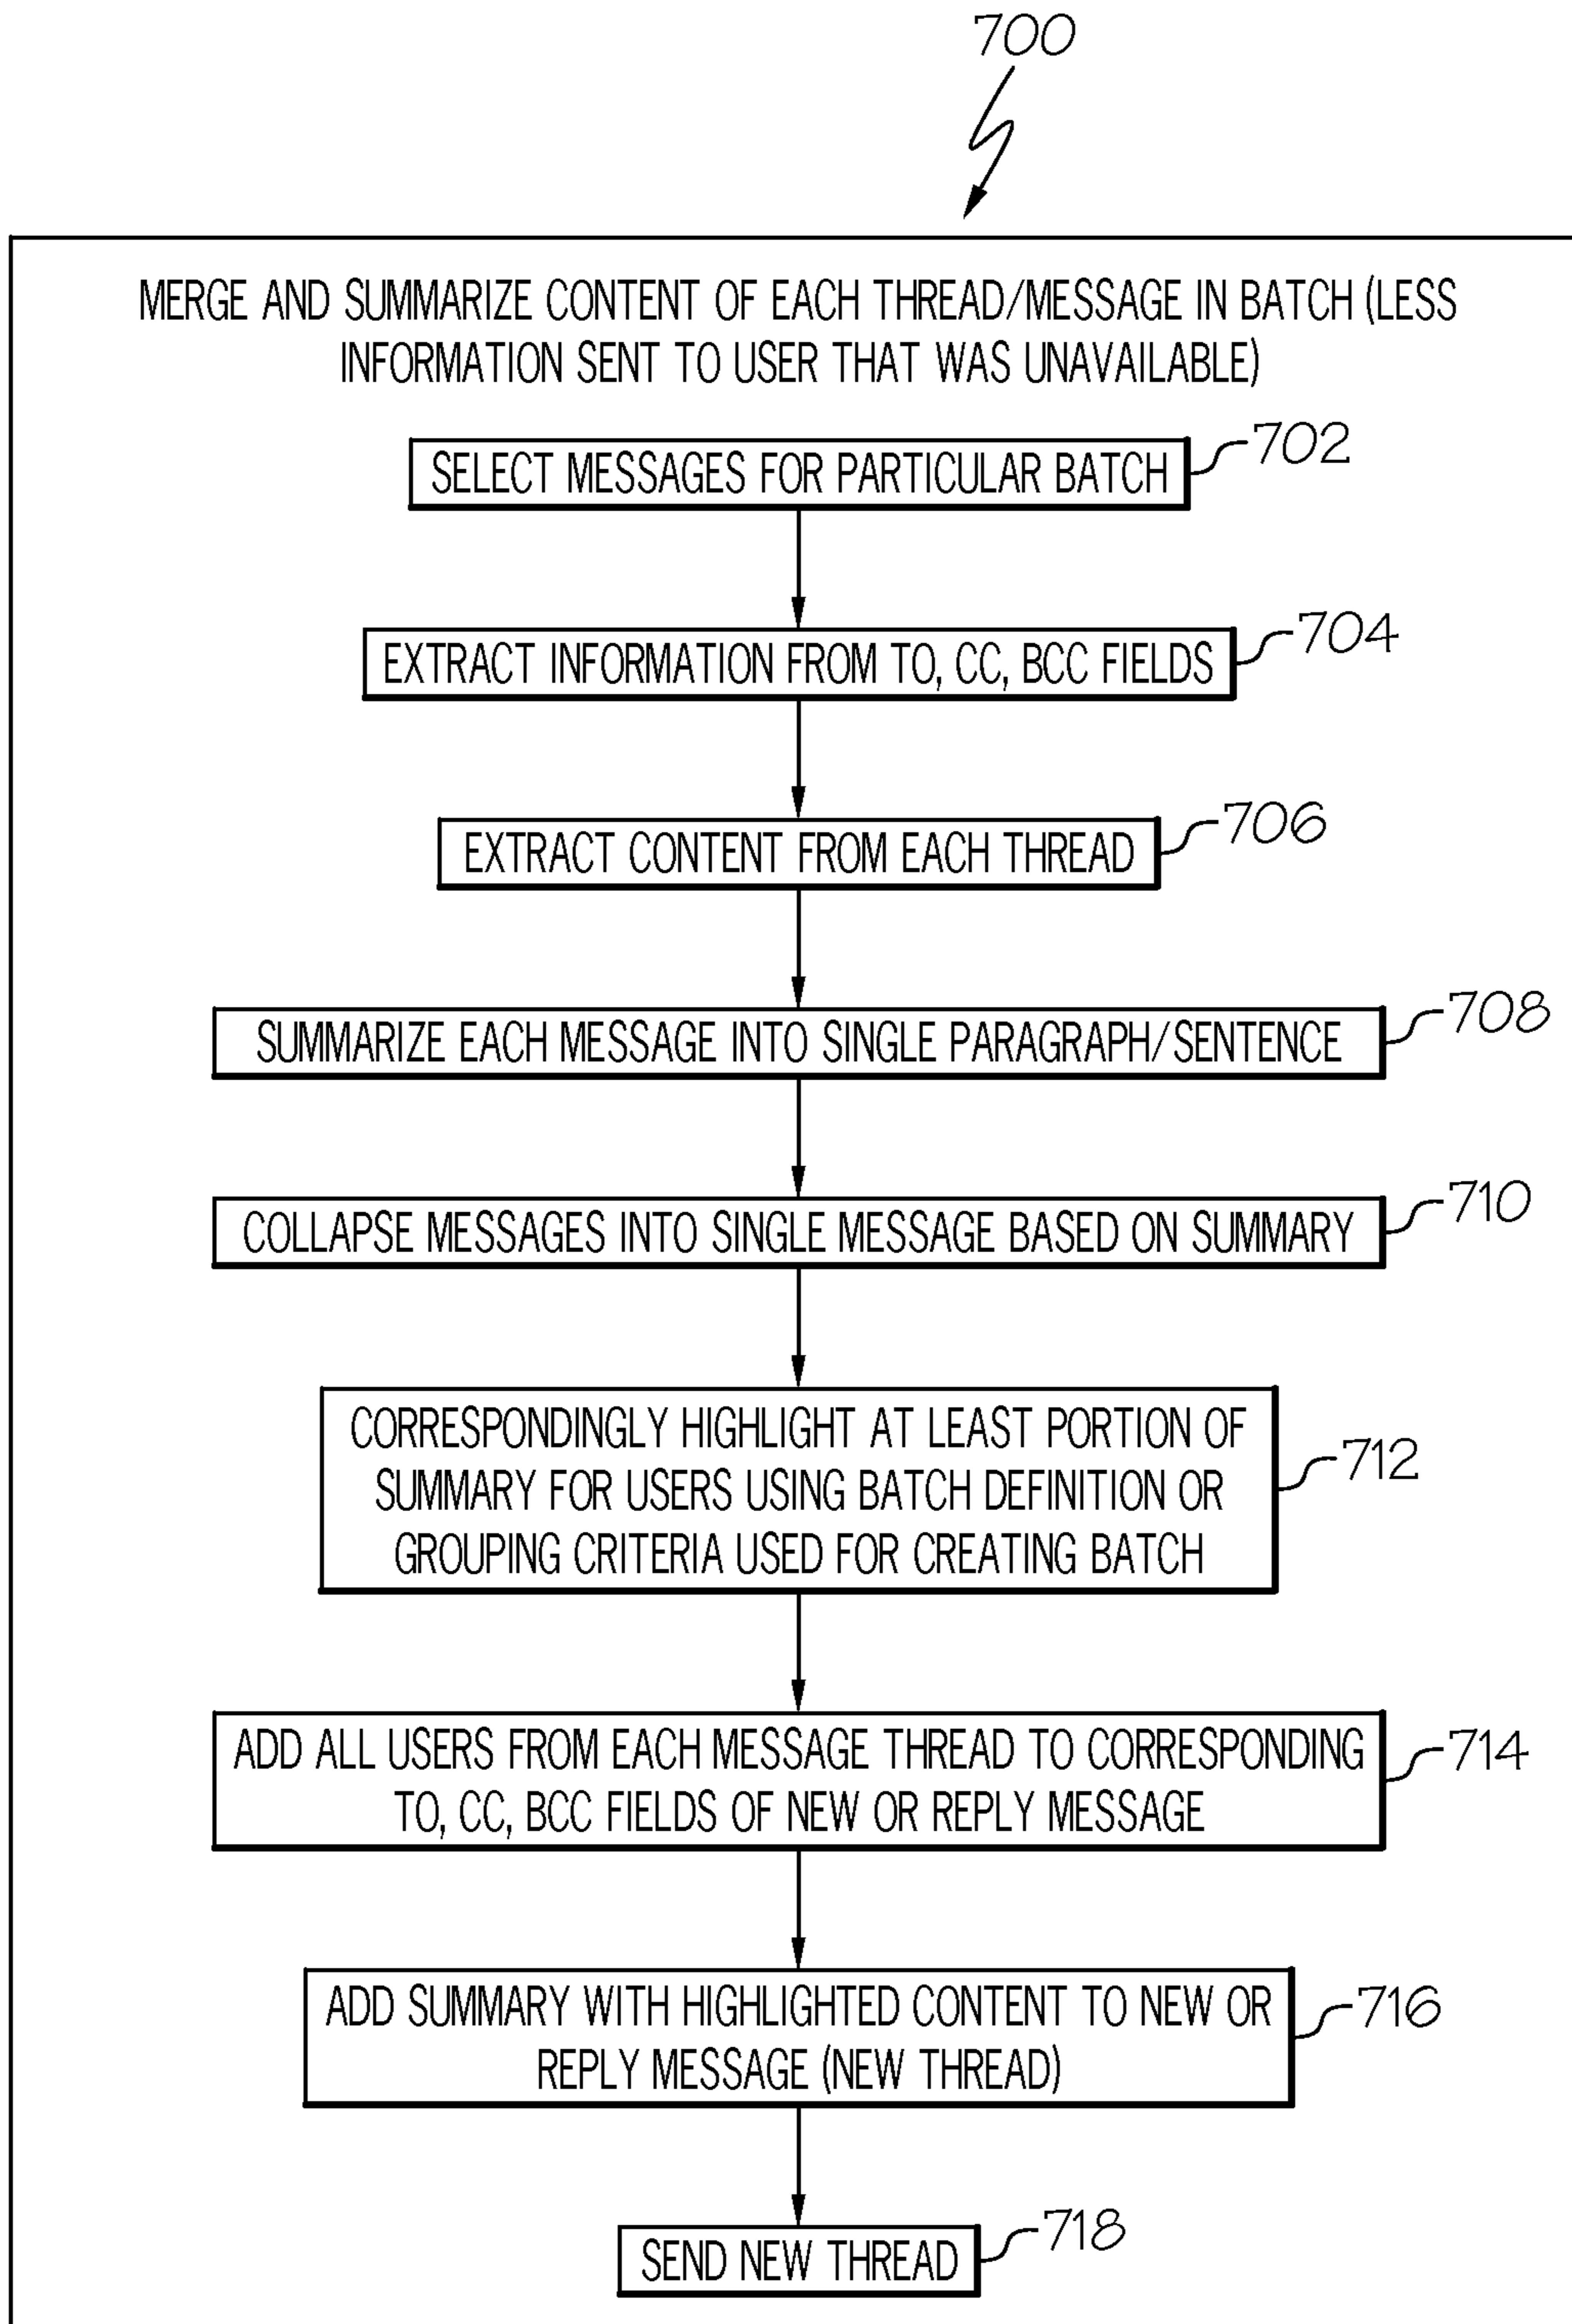 700
MERGE AND SUMMARIZE CONTENT OF EACH THREAD/MESSAGE IN BATCH (LESS
INFORMATION SENT TO USER THAT WAS UNAVAILABLE)
SELECT MESSAGES FOR PARTICULAR BATCH
702
EXTRACT INFORMATION FROM TO, CC, BCC FIELDS
704
EXTRACT CONTENT FROM EACH THREAD
706
SUMMARIZE EACH MESSAGE INTO SINGLE PARAGRAPH/SENTENCE
708
COLLAPSE MESSAGES INTO SINGLE MESSAGE BASED ON SUMMARY
710
CORRESPONDINGLY HIGHLIGHT AT LEAST PORTION OF
SUMMARY FOR USERS USING BATCH DEFINITION OR
GROUPING CRITERIA USED FOR CREATING BATCH
712
ADD ALL USERS FROM EACH MESSAGE THREAD TO CORRESPONDING
TO, CC, BCC FIELDS OF NEW OR REPLY MESSAGE
714
ADD SUMMARY WITH HIGHLIGHTED CONTENT TO NEW OR
REPLY MESSAGE (NEW THREAD)
716
SEND NEW THREAD
718